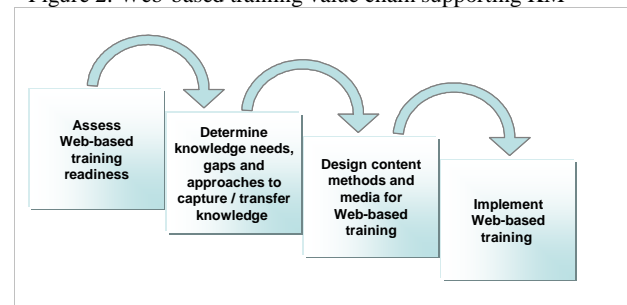 Figure 2: Web-based training value chain supporting KM
Assess
Web-based
training
readiness
Determine
knowledge needs,
gaps and
approaches to
capture / transfer
knowledge
Design content
methods and
media for
Web-based
training
Implement
Web-based
training